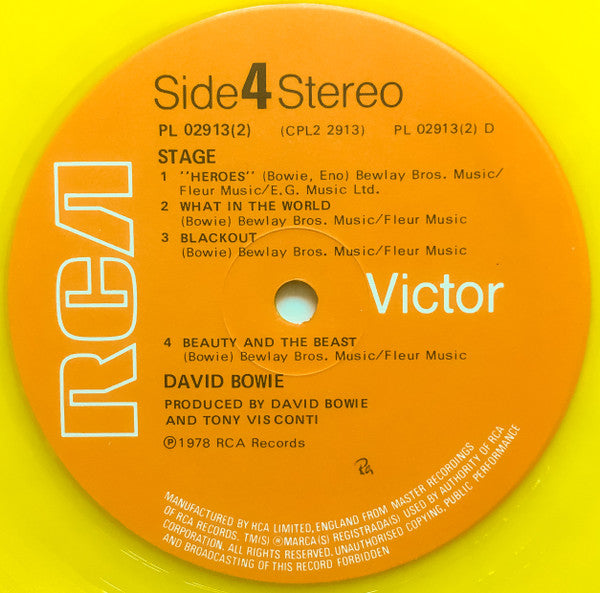 Side 4 Stereo
PL 02913(2) (CPL2 2913) PL 02913(2) D
STAGE
1 "HEROES" (Bowie, Eno) Bewlay Bros. Music/
Fleur Music/E.G. Music Ltd.
2 WHAT IN THE WORLD
(Bowie) Bewlay Bros. Music/Fleur Music
3 BLACKOUT
(Bowie) Bewlay Bros. Music/Fleur Music
RCA
Victor
4 BEAUTY AND THE BEAST
(Bowie) Bewlay Bros. Music/Fleur Music
DAVID BOWIE
PRODUCED BY DAVID BOWIE
AND TONY VISCONTI
Ⓟ1978 RCA Records
MANUFACTURED BY RCA LIMITED, ENGLAND FROM MASTER RECORDINGS
OF RCA RECORDS. TM(S) ® MARCA(S) REGISTRADA(S) USED BY AUTHORITY OF RCA
CORPORATION. ALL RIGHTS RESERVED. UNAUTHORISED COPYING, PUBLIC PERFORMANCE
AND BROADCASTING OF THIS RECORD FORBIDDEN